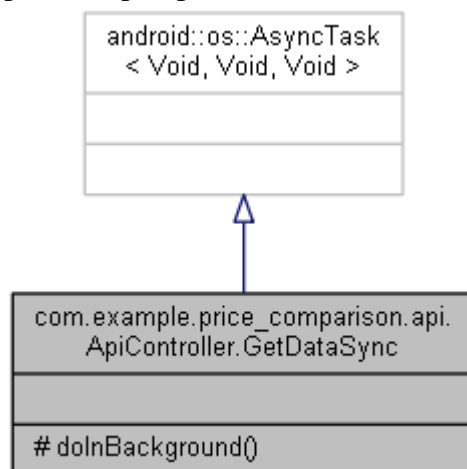 android::os::AsyncTask
< Void, Void, Void >
com.example.price_comparison.api.
ApiController.GetDataSync
# doInBackground()